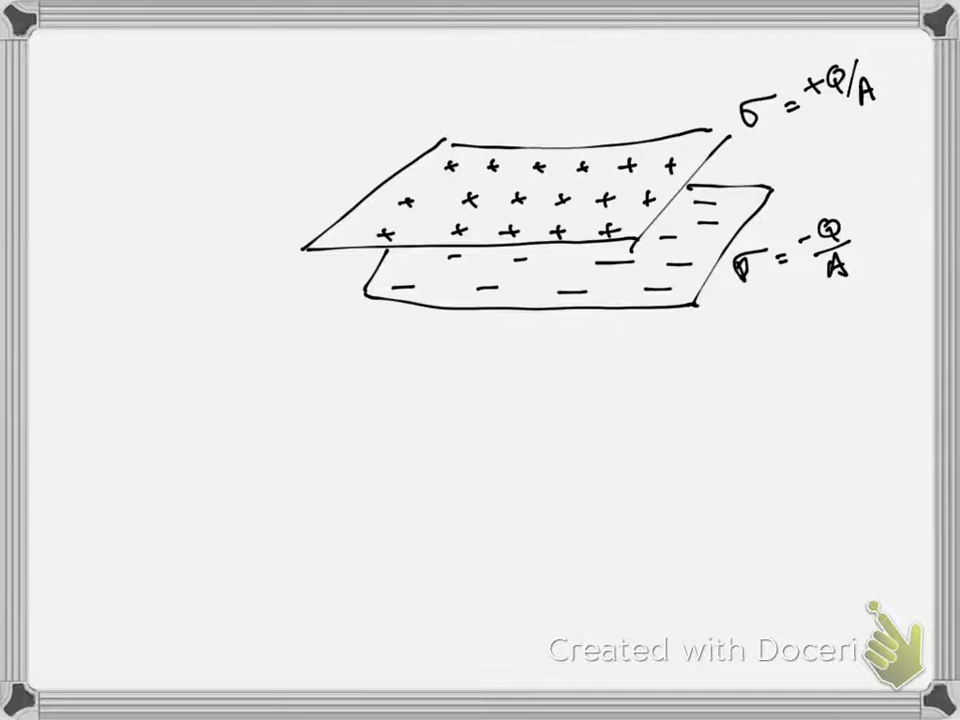 σ = +Q/A
+ + + + + +
+ + + + + + +
+ + + + +
σ = -Q/A
Created with Doceri